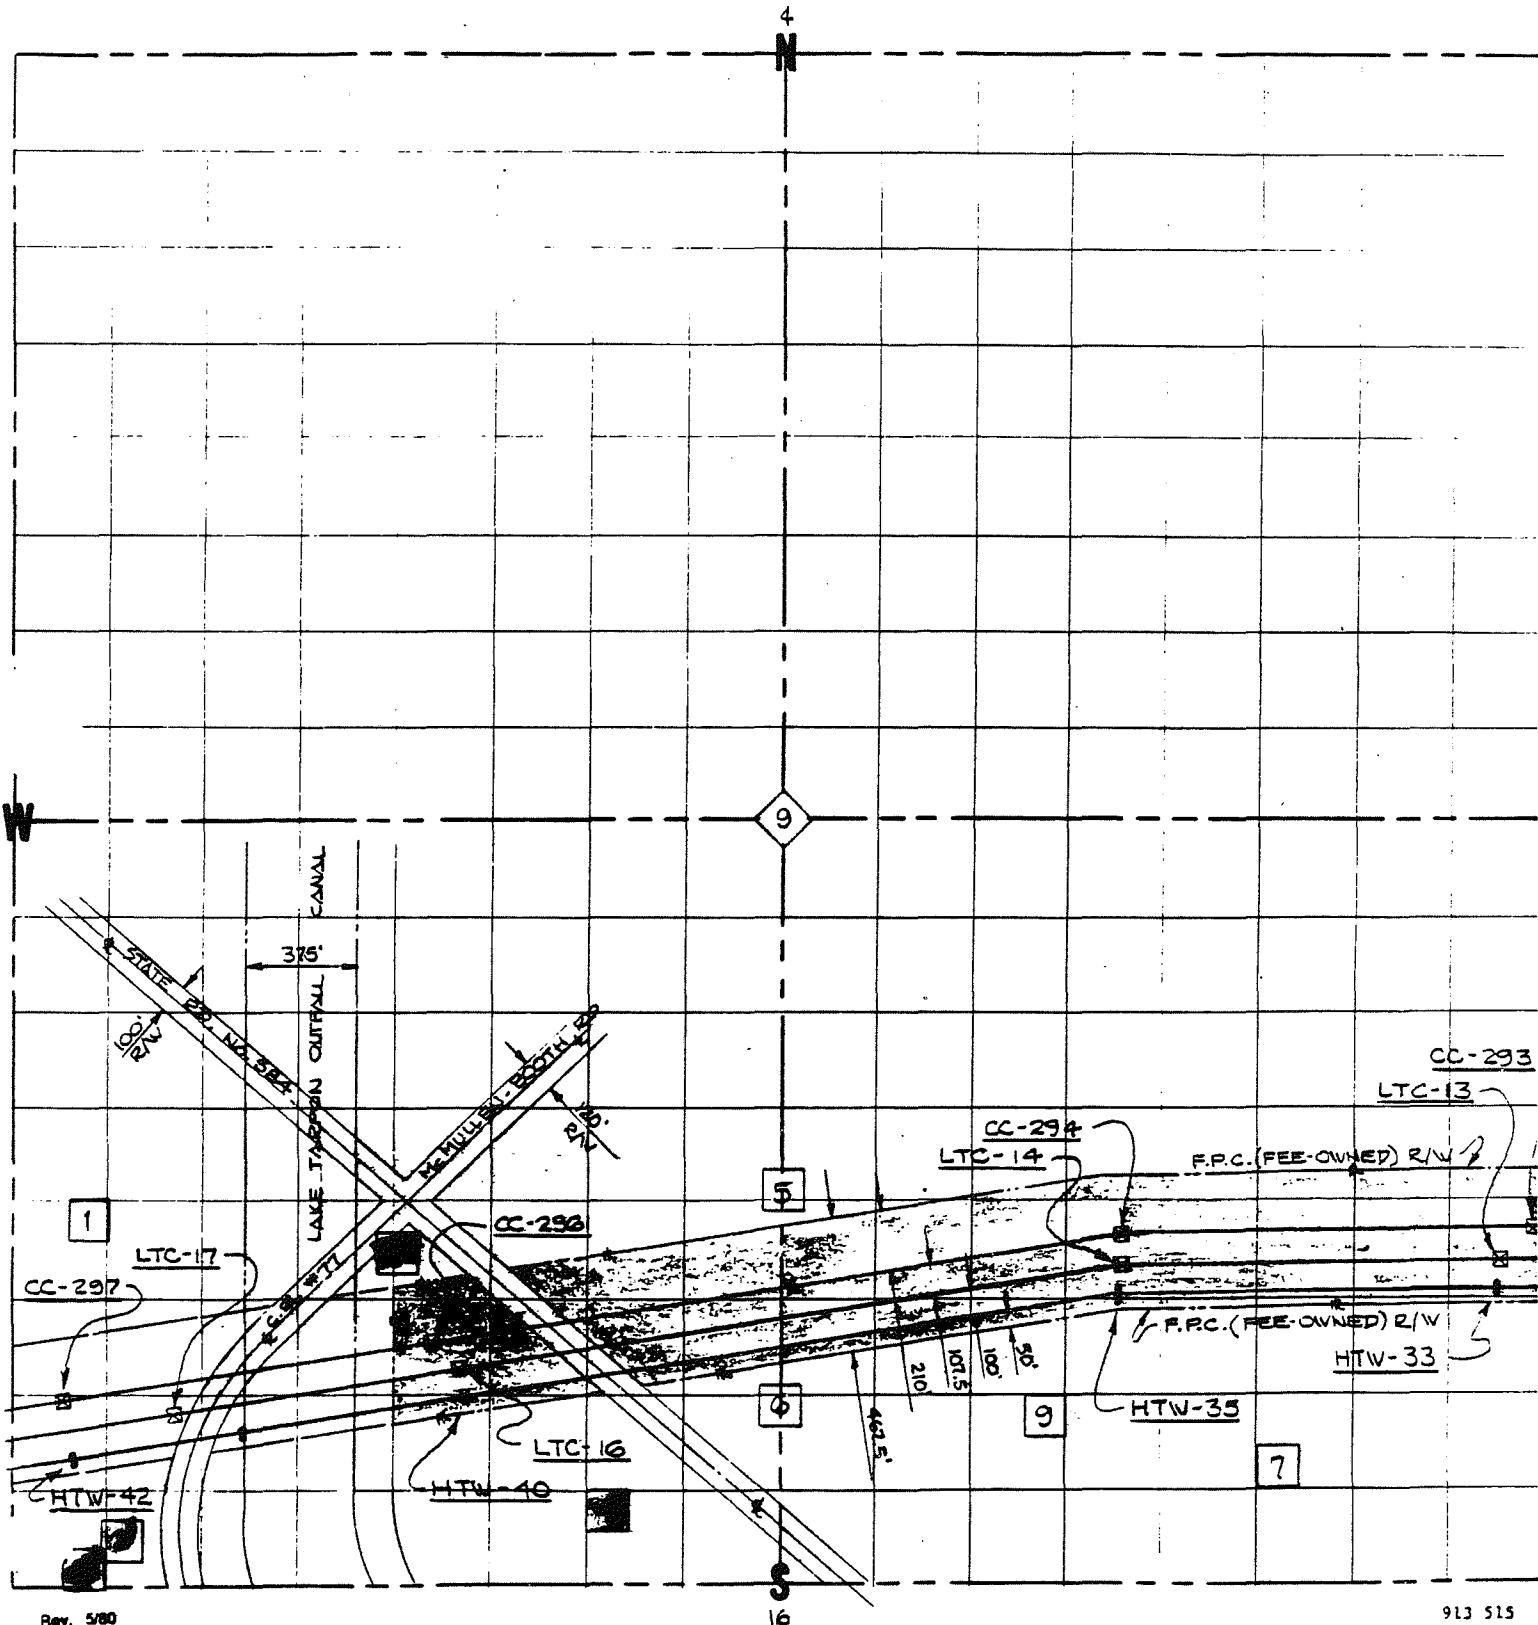 4
N
W
9
LAKE TARPON OUTFALL CANAL
375'
STATE RD. NO. 584
100'
R/W
McMULLEN-BOOTH RD
120'
R/W
CC-293
LTC-13
CC-294
LTC-14
F.P.C. (FEE-OWNED) R/W
5
1
CC-296
LTC-17
CC-297
C.R. #77
F.P.C. (FEE-OWNED) R/W
HTW-33
50'
100'
107.5
210'
462.5'
6
9
HTW-35
7
LTC-16
HTW-40
HTW-42
S
16
Rev. 5/80
913 515